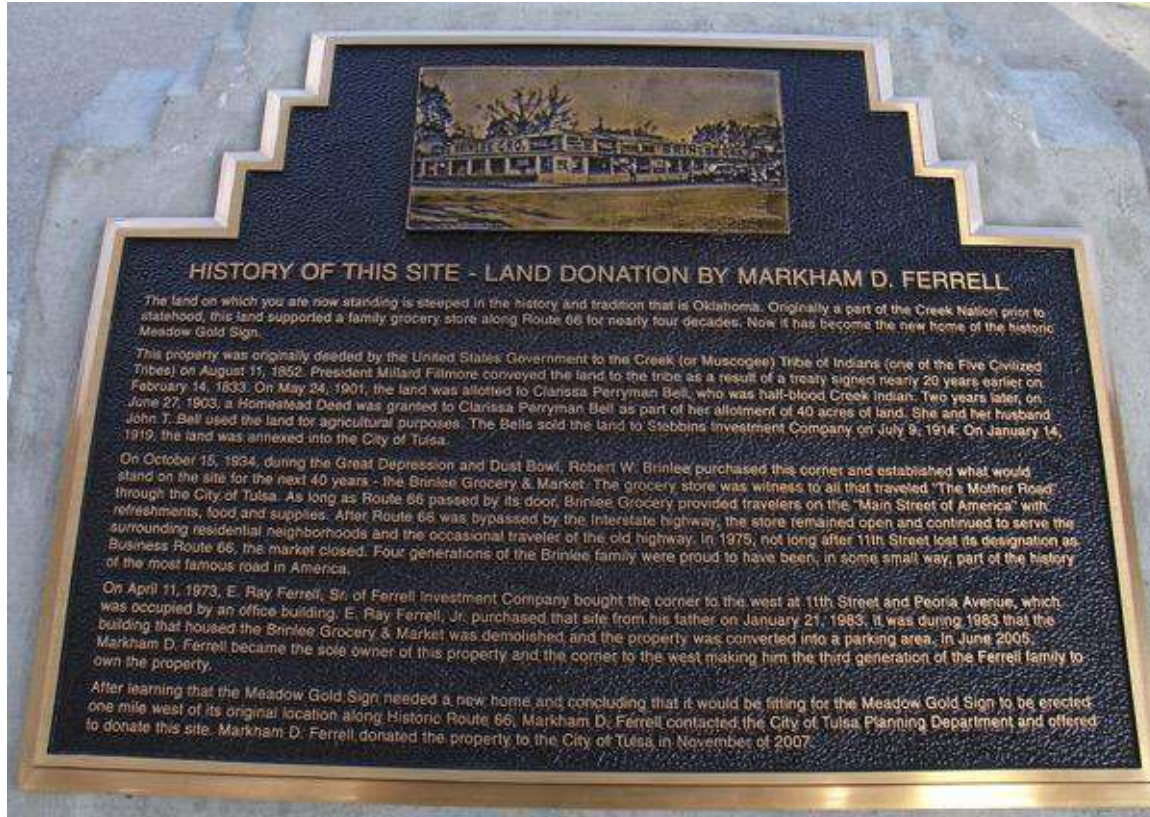 HISTORY OF THIS SITE - LAND DONATION BY MARKHAM D. FERRELL
The land on which you are now standing is steeped in the history and tradition that is Oklahoma. Originally a part of the Creek Nation prior to
statehood, this land supported a family grocery store along Route 66 for nearly four decades. Now it has become the new home of the historic
Meadow Gold Sign.
This property was originally deeded by the United States Government to the Creek (or Muscogee) Tribe of Indians (one of the Five Civilized
Tribes) on August 11, 1852. President Millard Fillmore conveyed the land to the tribe as a result of a treaty signed nearly 20 years earlier on
February 14, 1833. On May 24, 1901, the land was allotted to Clarissa Perryman Bell, who was half-blood Creek Indian. Two years later, on
June 27, 1903, a Homestead Deed was granted to Clarissa Perryman Bell as part of her allotment of 40 acres of land. She and her husband
John T. Bell used the land for agricultural purposes. The Bells sold the land to Stebbins Investment Company on July 9, 1914. On January 14,
1919, the land was annexed into the City of Tulsa.
On October 15, 1934, during the Great Depression and Dust Bowl, Robert W. Brinlee purchased this corner and established what would
stand on the site for the next 40 years - the Brinlee Grocery & Market. The grocery store was witness to all that traveled "The Mother Road"
through the City of Tulsa. As long as Route 66 passed by its door, Brinlee Grocery provided travelers on the "Main Street of America" with
refreshments, food and supplies. After Route 66 was bypassed by the Interstate highway, the store remained open and continued to serve the
surrounding residential neighborhoods and the occasional traveler of the old highway. In 1975, not long after 11th Street lost its designation as
Business Route 66, the market closed. Four generations of the Brinlee family were proud to have been, in some small way, part of the history
of the most famous road in America.
On April 11, 1973, E. Ray Ferrell, Sr. of Ferrell Investment Company bought the corner to the west at 11th Street and Peoria Avenue, which
was occupied by an office building. E. Ray Ferrell, Jr. purchased that site from his father on January 21, 1983. It was during 1983 that the
building that housed the Brinlee Grocery & Market was demolished and the property was converted into a parking area. In June 2005,
Markham D. Ferrell became the sole owner of this property and the corner to the west making him the third generation of the Ferrell family to
own the property.
After learning that the Meadow Gold Sign needed a new home and concluding that it would be fitting for the Meadow Gold Sign to be erected
one mile west of its original location along Historic Route 66, Markham D. Ferrell contacted the City of Tulsa Planning Department and offered
to donate this site. Markham D. Ferrell donated the property to the City of Tulsa in November of 2007.